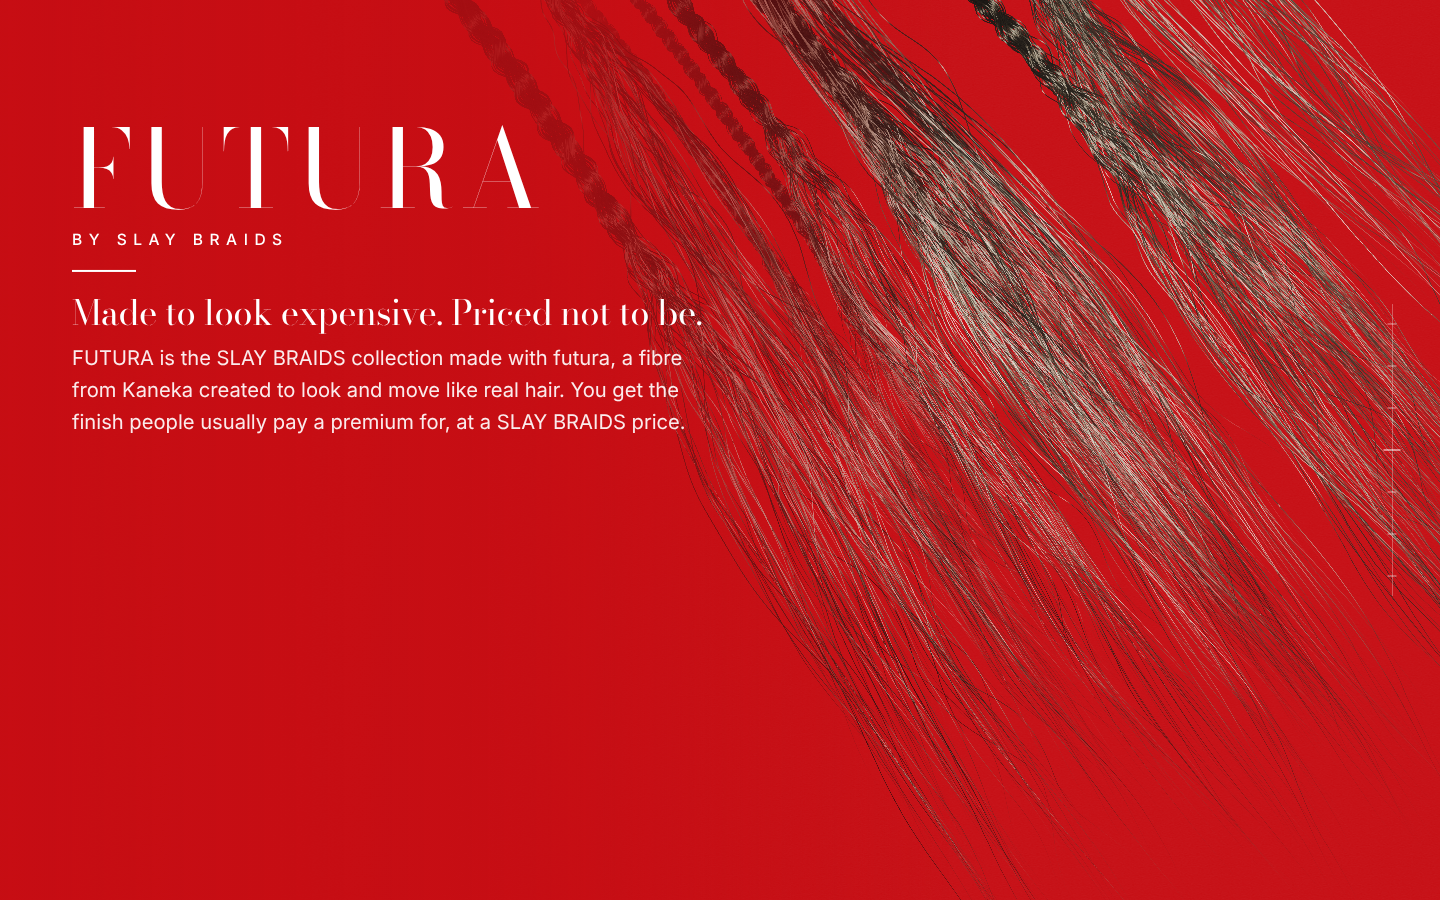 FUTURA
BY SLAY BRAIDS
Made to look expensive. Priced not to be.
FUTURA is the SLAY BRAIDS collection made with futura, a fibre
from Kaneka created to look and move like real hair. You get the
finish people usually pay a premium for, at a SLAY BRAIDS price.